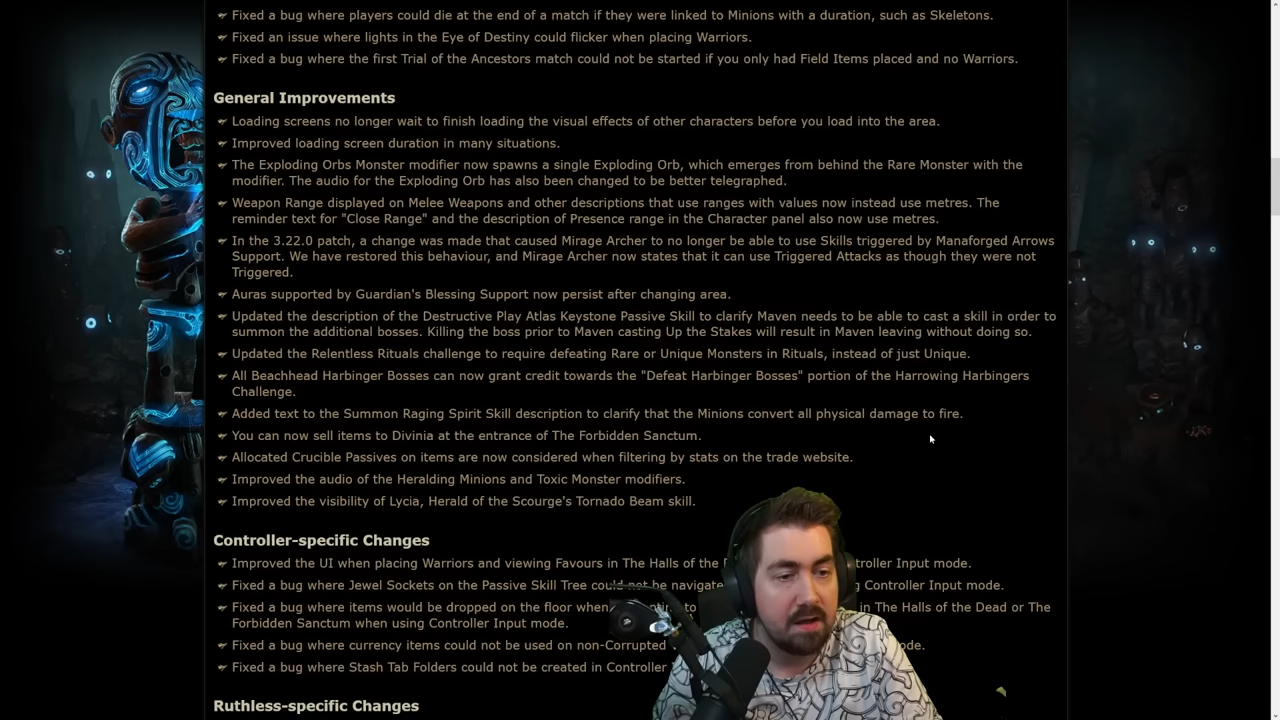 Fixed a bug where players could die at the end of a match if they were linked to Minions with a duration, such as Skeletons.
Fixed an issue where lights in the Eye of Destiny could flicker when placing Warriors.
Fixed a bug where the first Trial of the Ancestors match could not be started if you only had Field Items placed and no Warriors.
General Improvements
Loading screens no longer wait to finish loading the visual effects of other characters before you load into the area.
Improved loading screen duration in many situations.
The Exploding Orbs Monster modifier now spawns a single Exploding Orb, which emerges from behind the Rare Monster with the
modifier. The audio for the Exploding Orb has also been changed to be better telegraphed.
Weapon Range displayed on Melee Weapons and other descriptions that use ranges with values now instead use metres. The
reminder text for "Close Range" and the description of Presence range in the Character panel also now use metres.
In the 3.22.0 patch, a change was made that caused Mirage Archer to no longer be able to use Skills triggered by Manaforged Arrows
Support. We have restored this behaviour, and Mirage Archer now states that it can use Triggered Attacks as though they were not
Triggered.
Auras supported by Guardian's Blessing Support now persist after changing area.
Updated the description of the Destructive Play Atlas Keystone Passive Skill to clarify Maven needs to be able to cast a skill in order to
summon the additional bosses. Killing the boss prior to Maven casting Up the Stakes will result in Maven leaving without doing so.
Updated the Relentless Rituals challenge to require defeating Rare or Unique Monsters in Rituals, instead of just Unique.
All Beachhead Harbinger Bosses can now grant credit towards the "Defeat Harbinger Bosses" portion of the Harrowing Harbingers
Challenge.
Added text to the Summon Raging Spirit Skill description to clarify that the Minions convert all physical damage to fire.
You can now sell items to Divinia at the entrance of The Forbidden Sanctum.
Allocated Crucible Passives on items are now considered when filtering by stats on the trade website.
Improved the audio of the Heralding Minions and Toxic Monster modifiers.
Improved the visibility of Lycia, Herald of the Scourge's Tornado Beam skill.
Controller-specific Changes
Improved the UI when placing Warriors and viewing Favours in The Halls of the Controller Input mode.
Fixed a bug where Jewel Sockets on the Passive Skill Tree could not be Controller Input mode.
Fixed a bug where items would be dropped on the floor when in The Halls of the Dead or The
Forbidden Sanctum when using Controller Input mode.
Fixed a bug where currency items could not be used on non-Corrupted
Fixed a bug where Stash Tab Folders could not be created in Controller
Ruthless-specific Changes